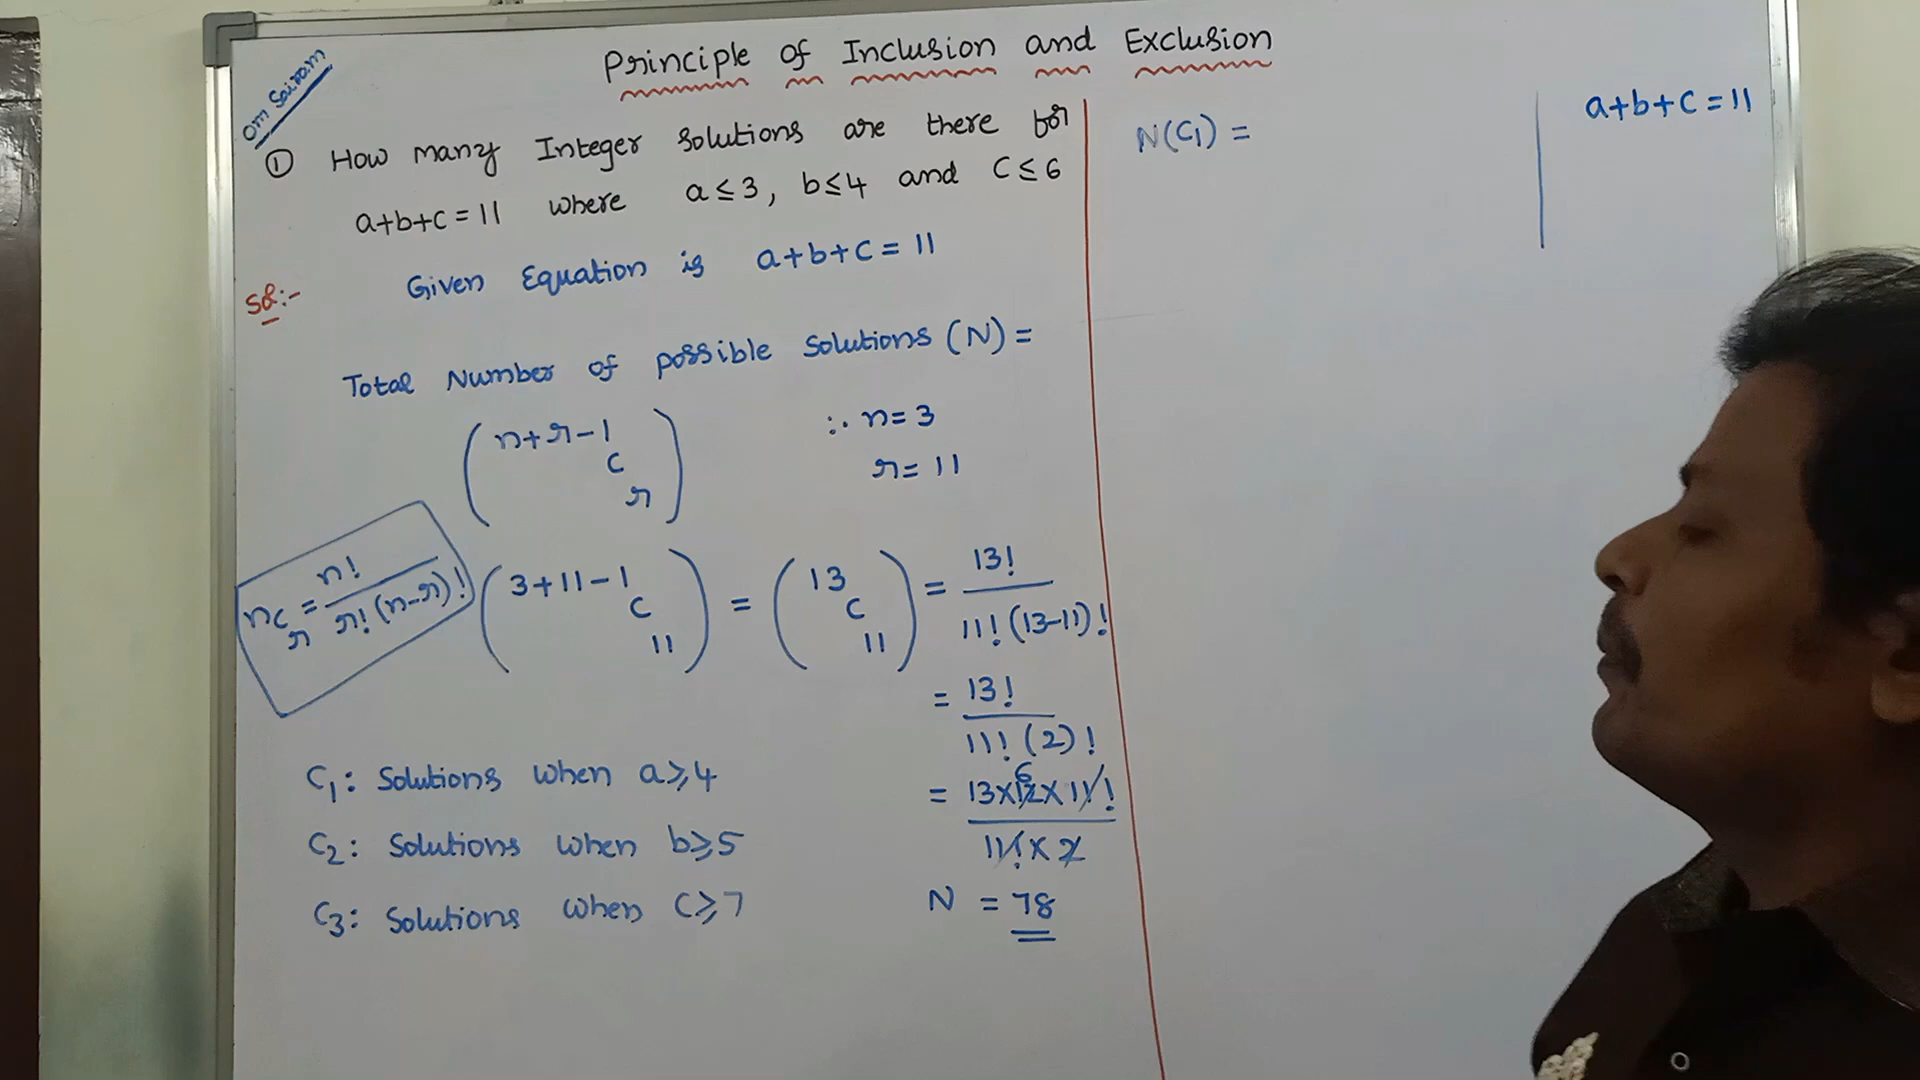 Principle of Inclusion and Exclusion
Om Sairam
① How many Integer Solutions are there for
a+b+c = 11 where a ≤ 3, b ≤ 4 and c ≤ 6
Sol:- Given Equation is a+b+c = 11
Total Number of possible Solutions (N) =
(n+r-1 C r) ∴ n = 3
r = 11
nCr = n! / r!(n-r)!
(3+11-1 C 11) = (13 C 11) = 13! / 11!(13-11)!
= 13! / 11!(2)!
= 13×12×11! / 11!×2
6
N = 78
C₁: Solutions when a ≥ 4
C₂: Solutions when b ≥ 5
C₃: Solutions when c ≥ 7
N(C₁) =
a+b+c = 11